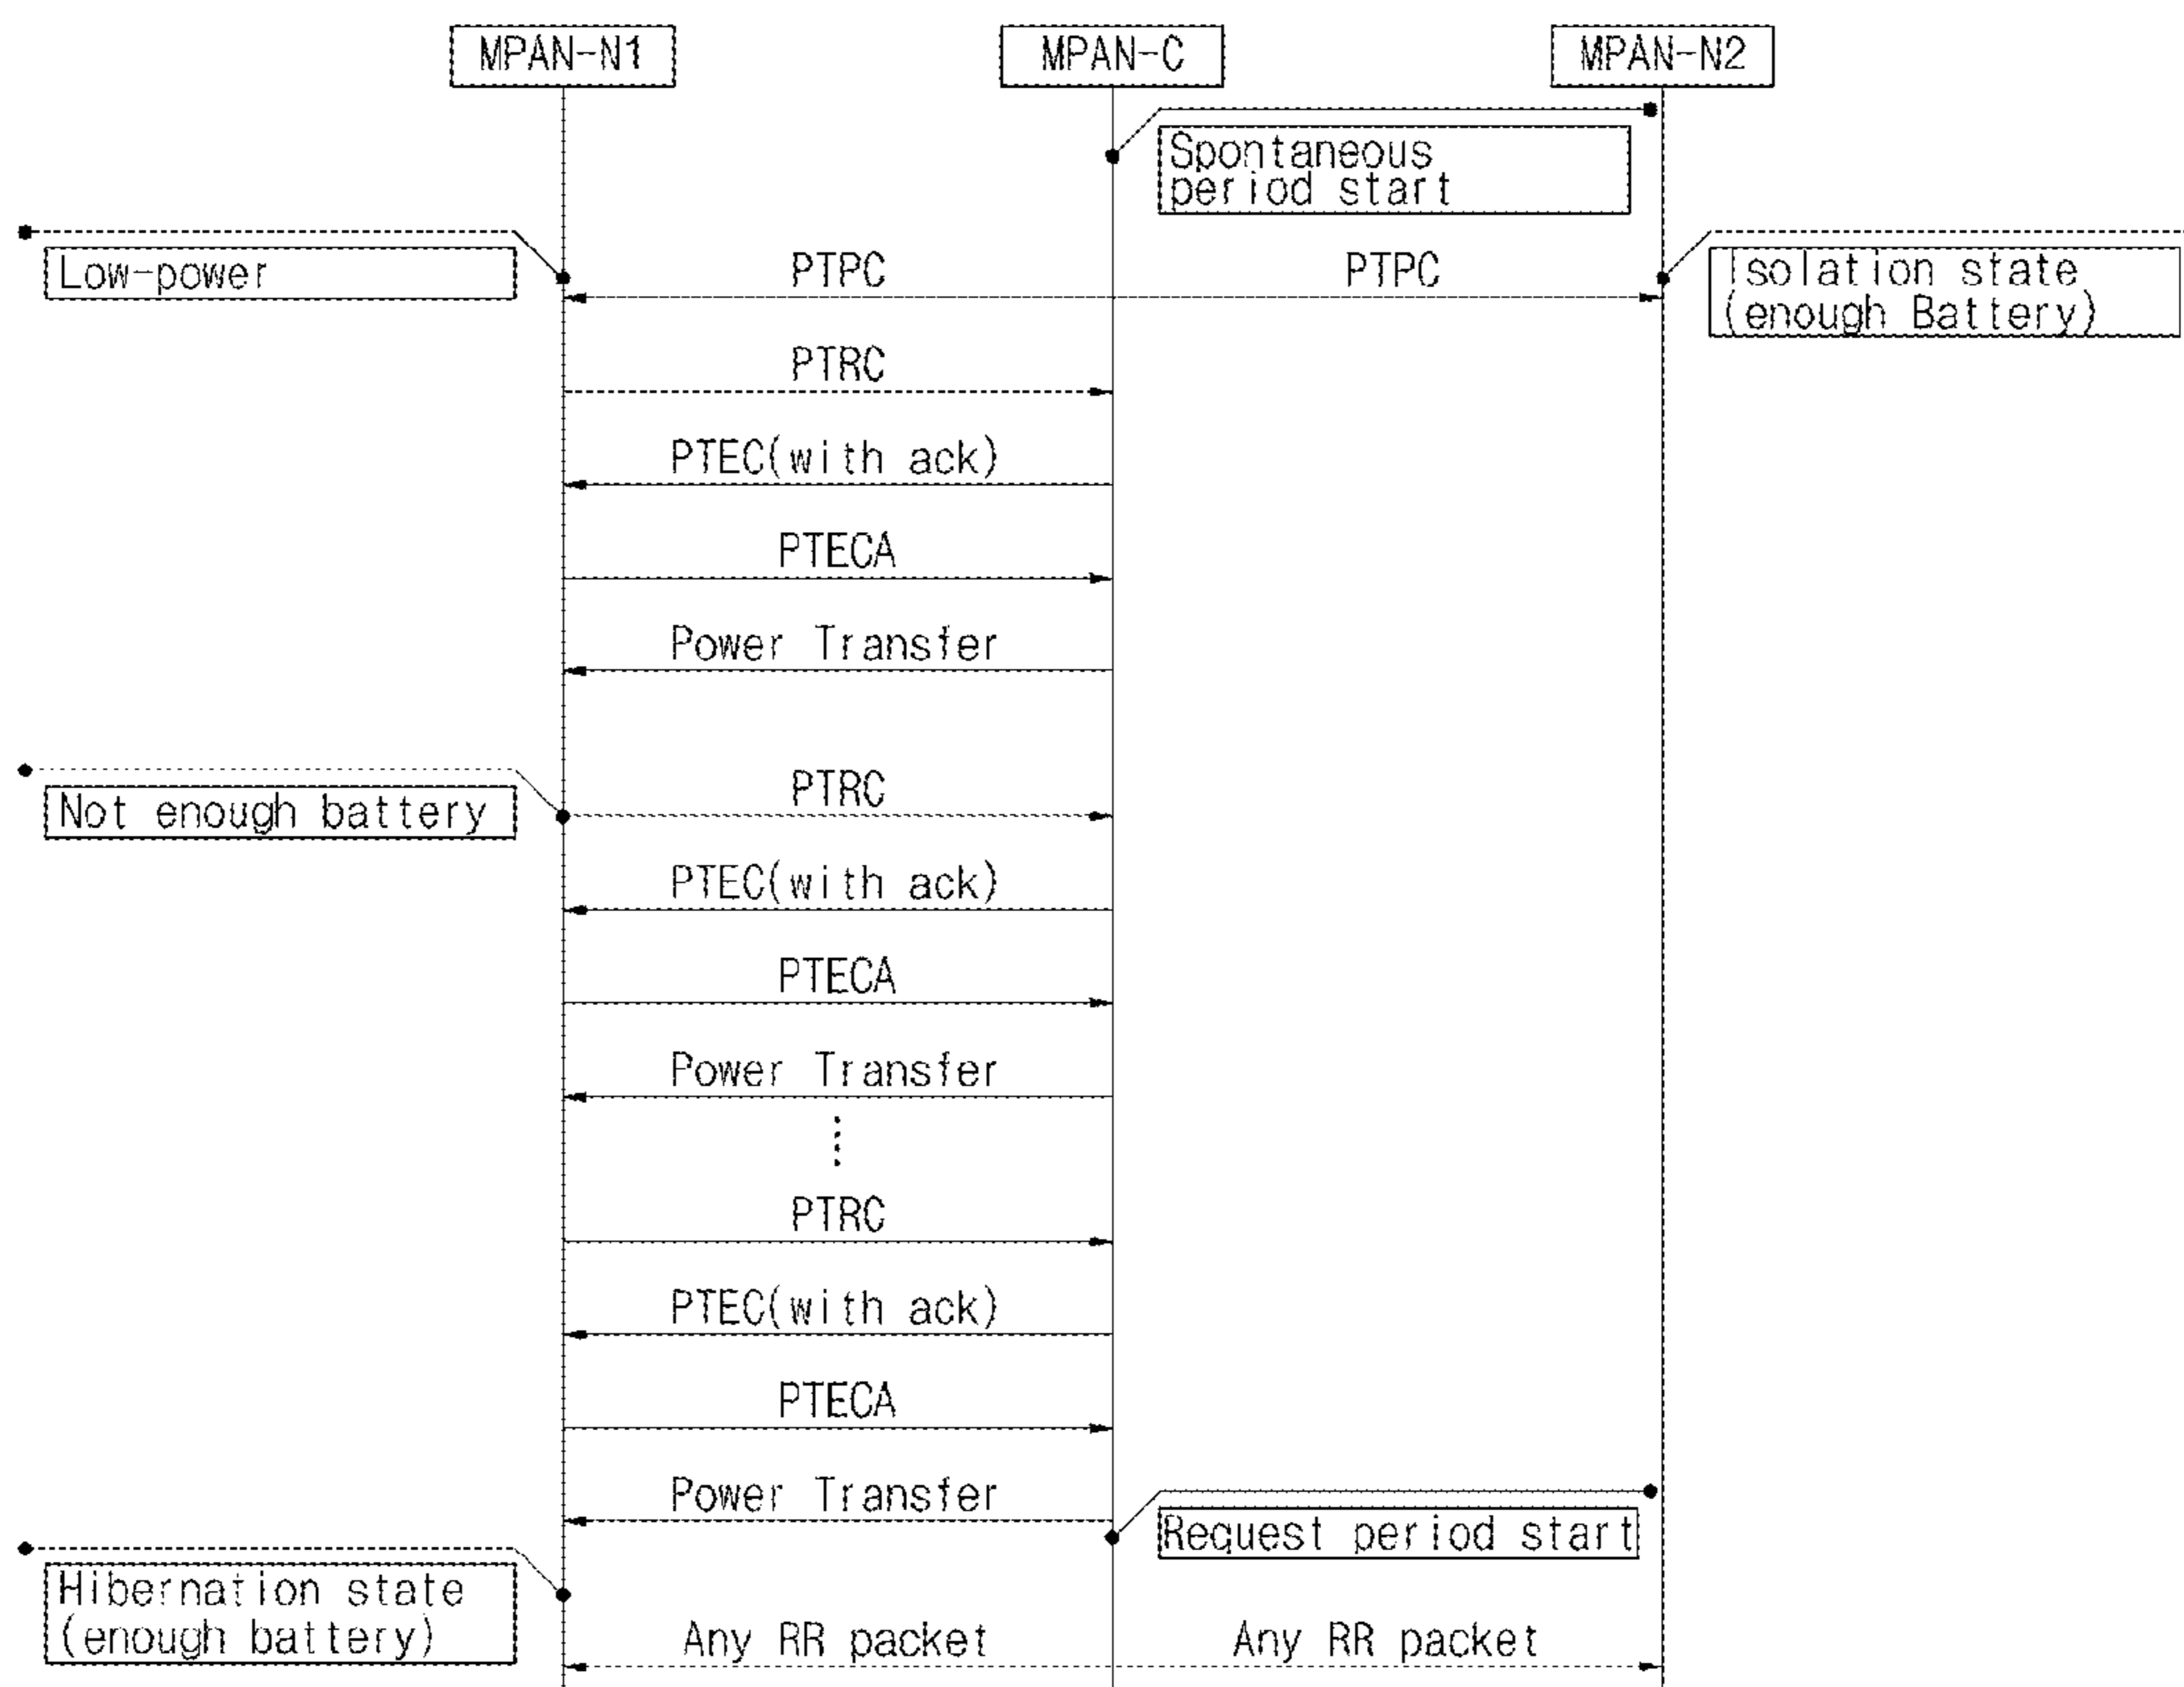 MPAN-N1 MPAN-C MPAN-N2
Spontaneous
period start
Low-power
PTPC PTPC
Isolation state
(enough Battery)
PTRC
PTEC(with ack)
PTECA
Power Transfer
Not enough battery
PTRC
PTEC(with ack)
PTECA
Power Transfer
PTRC
PTEC(with ack)
PTECA
Power Transfer
Request period start
Hibernation state
(enough battery)
Any RR packet Any RR packet